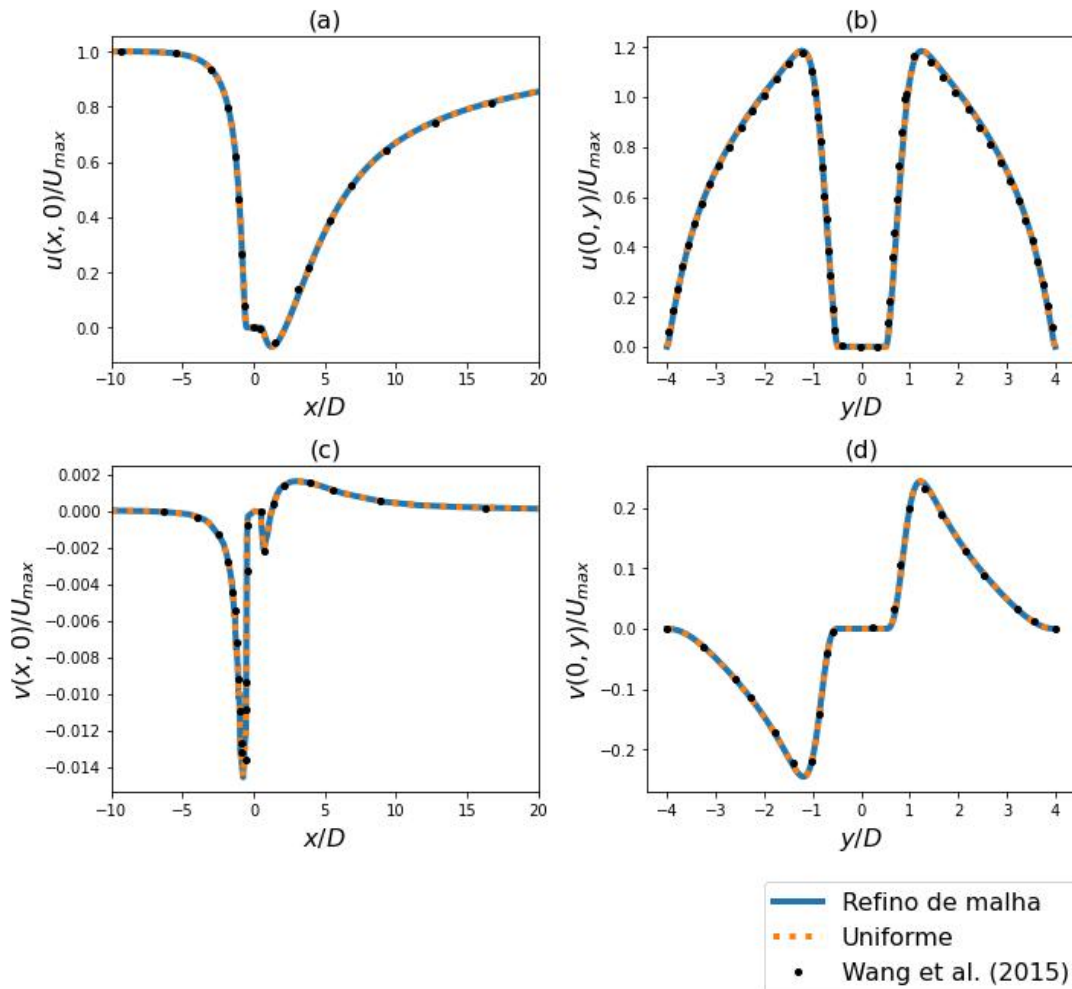 (a)
u(x, 0)/U_max
1.0
0.8
0.6
0.4
0.2
0.0
−10 −5 0 5 10 15 20
x/D
(b)
u(0, y)/U_max
1.2
1.0
0.8
0.6
0.4
0.2
0.0
−4 −3 −2 −1 0 1 2 3 4
y/D
(c)
v(x, 0)/U_max
0.002
0.000
−0.002
−0.004
−0.006
−0.008
−0.010
−0.012
−0.014
−10 −5 0 5 10 15 20
x/D
(d)
v(0, y)/U_max
0.2
0.1
0.0
−0.1
−0.2
−4 −3 −2 −1 0 1 2 3 4
y/D
Refino de malha
Uniforme
Wang et al. (2015)